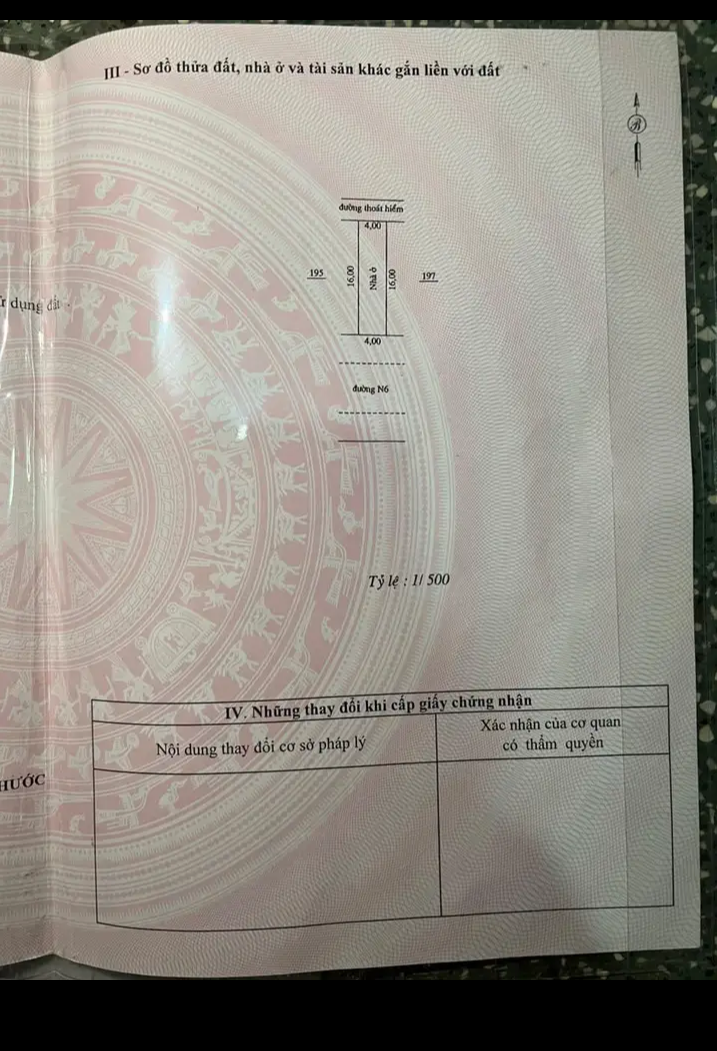 III - Sơ đồ thửa đất, nhà ở và tài sản khác gắn liền với đất
B
đường thoát hiểm
4,00
195
16,00
Nhà ở
16,00
197
dụng đất
4,00
đường N6
Tỷ lệ : 1/ 500
IV. Những thay đổi khi cấp giấy chứng nhận
Nội dung thay đổi cơ sở pháp lý
Xác nhận của cơ quan
có thẩm quyền
HƯỚC